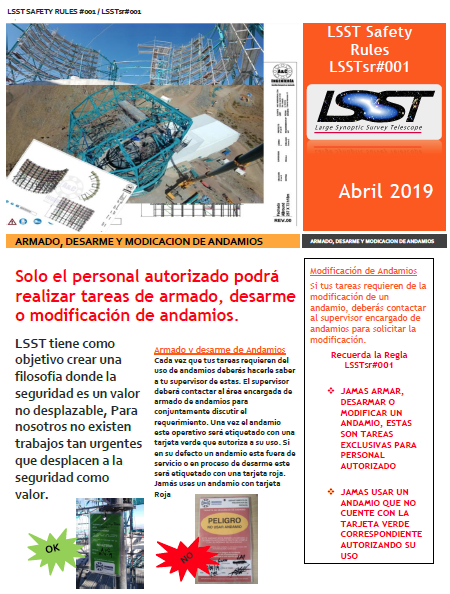 LSST SAFETY RULES #001 / LSSTsr#001
LSST Safety
Rules
LSSTsr#001
LSST
Large Synoptic Survey Telescope
Abril 2019
REV.00
ARMADO, DESARME Y MODICACION DE ANDAMIOS
ARMADO, DESARME Y MODICACION DE ANDAMIOS
Solo el personal autorizado podrá
realizar tareas de armado, desarme
o modificación de andamios.
LSST tiene como
objetivo crear una
filosofía donde la
seguridad es un valor
no desplazable, Para
nosotros no existen
trabajos tan urgentes
que desplacen a la
seguridad como
valor.
Armado y desarme de Andamios
Cada vez que tus tareas requieren del
uso de andamios deberás hacerle saber
a tu supervisor de estas. El supervisor
deberá contactar al área encargada de
armado de andamios para
conjuntamente discutir el
requerimiento. Una vez el andamio
este operativo será etiquetado con una
tarjeta verde que autoriza a su uso. Si
en su defecto un andamio esta fuera de
servicio o en proceso de desarme este
será etiquetado con una tarjeta roja.
Jamás uses un andamio con tarjeta
Roja
OK
NO
PELIGRO
NO USAR ANDAMIO
Modificación de Andamios
Si tus tareas requieren de la
modificación de un
andamio, deberás contactar
al supervisor encargado de
andamios para solicitar la
modificación.
Recuerda la Regla
LSSTsr#001
❖ JAMAS ARMAR,
DESARMAR O
MODIFICAR UN
ANDAMIO, ESTAS
SON TAREAS
EXCLUSIVAS PARA
PERSONAL
AUTORIZADO
❖ JAMAS USAR UN
ANDAMIO QUE NO
CUENTE CON LA
TARJETA VERDE
CORRESPONDIENTE
AUTORIZANDO SU
USO